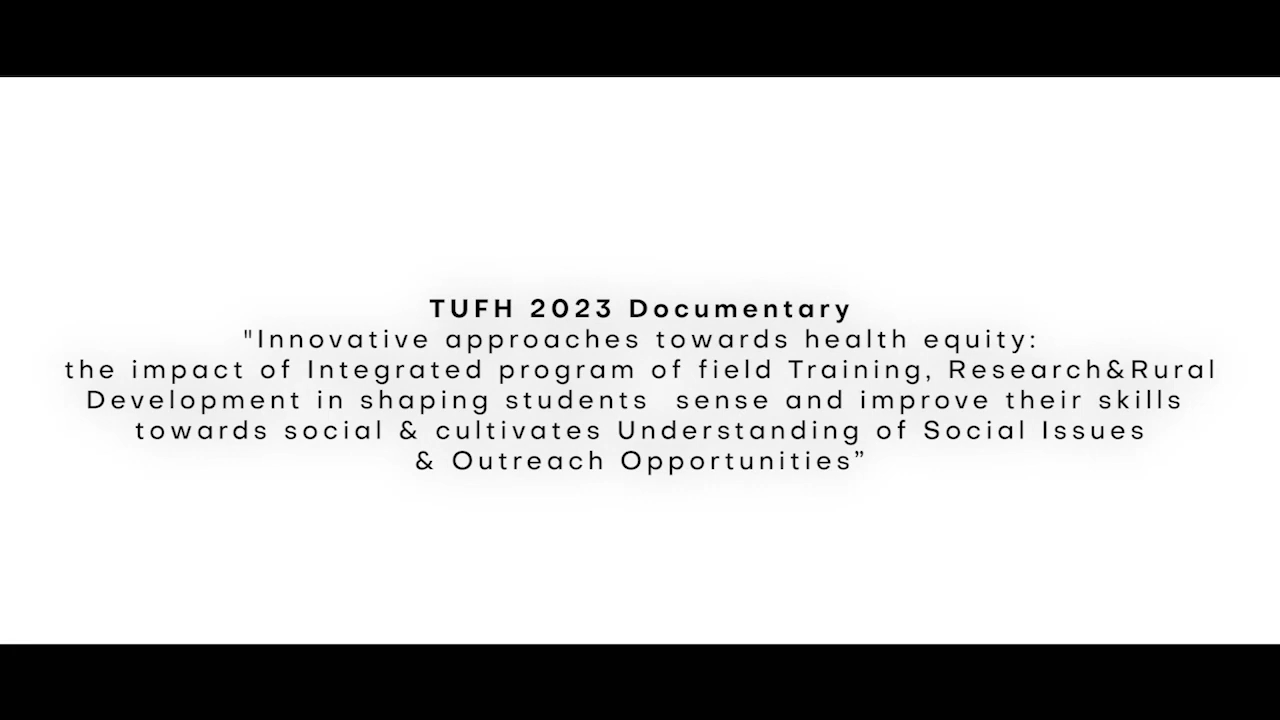 TUFH 2023 Documentary
"Innovative approaches towards health equity:
the impact of Integrated program of field Training, Research&Rural
Development in shaping students  sense and improve their skills
towards social & cultivates Understanding of Social Issues
& Outreach Opportunities”